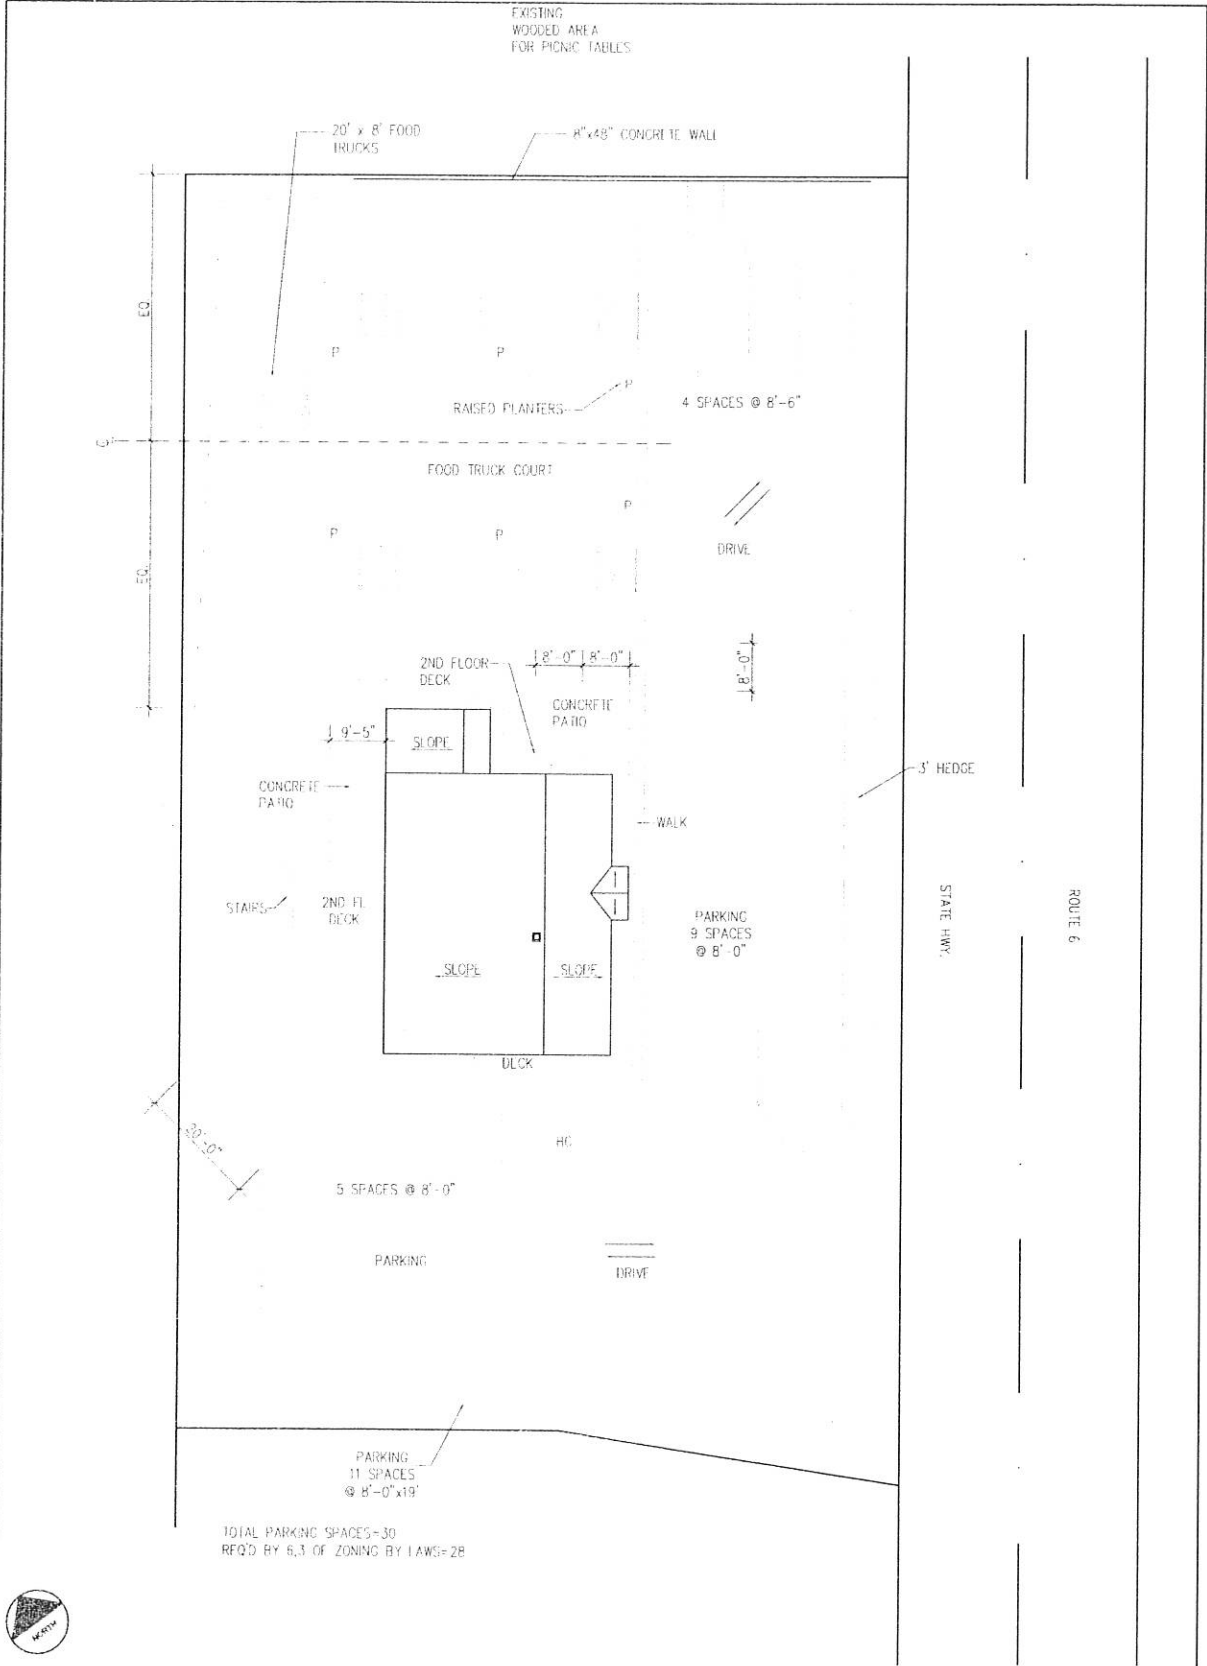 EXISTING
WOODED AREA
FOR PICNIC TABLES
20' x 8' FOOD
TRUCKS
8"x48" CONCRETE WALL
EQ
P
P
RAISED PLANTERS
P
4 SPACES @ 8'-6"
FOOD TRUCK COURT
P
P
P
DRIVE
EQ
2ND FLOOR
DECK
8'-0"
8'-0"
8'-0"
CONCRETE
PATIO
9'-5"
SLOPE
3' HEDGE
CONCRETE
PATIO
WALK
STAIRS
2ND FL
DECK
PARKING
9 SPACES
@ 8'-0"
STATE HWY.
ROUTE 6
SLOPE
SLOPE
DECK
20'-0"
HC
5 SPACES @ 8'-0"
PARKING
DRIVE
PARKING
11 SPACES
@ 8'-0"x19'
TOTAL PARKING SPACES=30
REQ'D BY 6.3 OF ZONING BY LAWS=28
NORTH